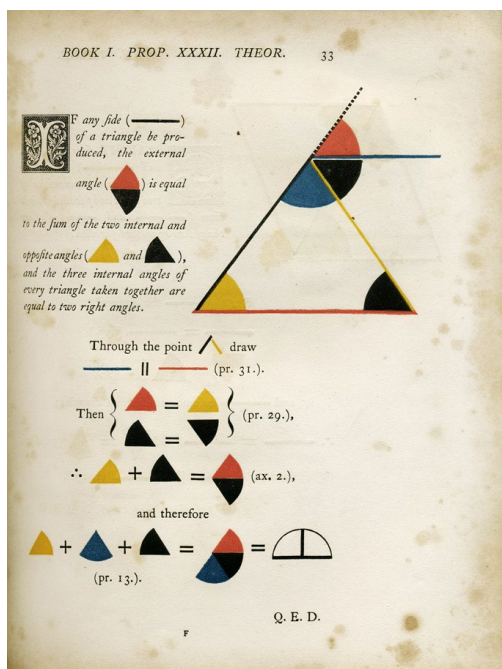 BOOK I. PROP. XXXII. THEOR.
33
IF any ſide (
)
of a triangle be pro-
duced, the external
angle (
) is equal
to the ſum of the two internal and
oppoſite angles (
and
),
and the three internal angles of
every triangle taken together are
equal to two right angles.
Through the point
draw
||
(pr. 31.).
Then {
=
} (pr. 29.),
=
∴
+
=
(ax. 2.),
and therefore
+
+
=
=
(pr. 13.).
Q. E. D.
F